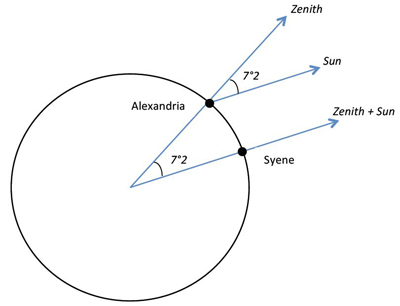 Zenith
Sun
7°2
Alexandria
Zenith + Sun
7°2
Syene